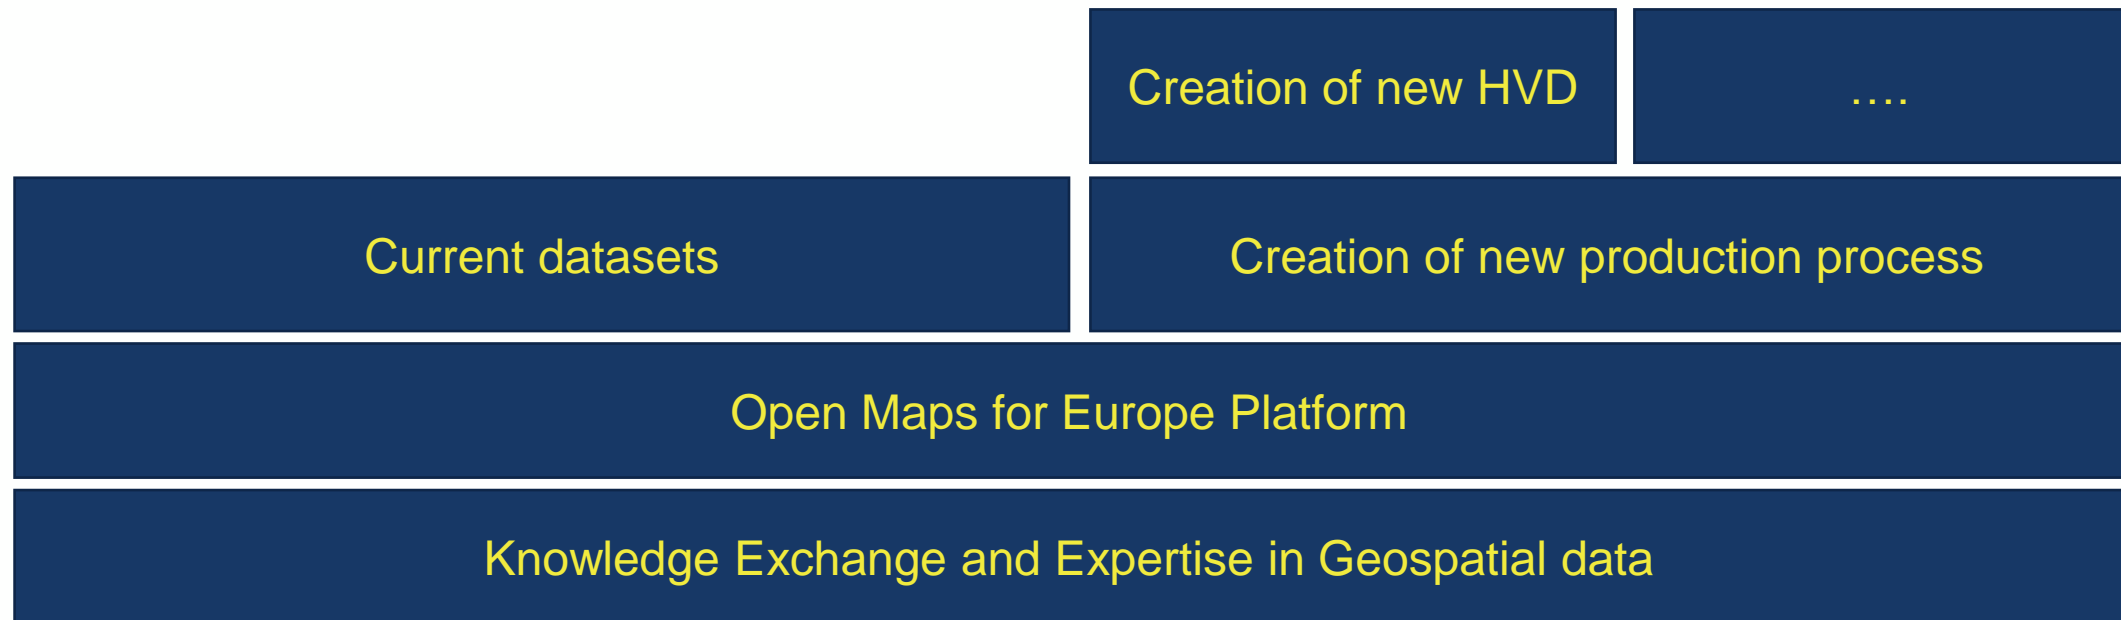 Creation of new HVD
….
Current datasets
Creation of new production process
Open Maps for Europe Platform
Knowledge Exchange and Expertise in Geospatial data